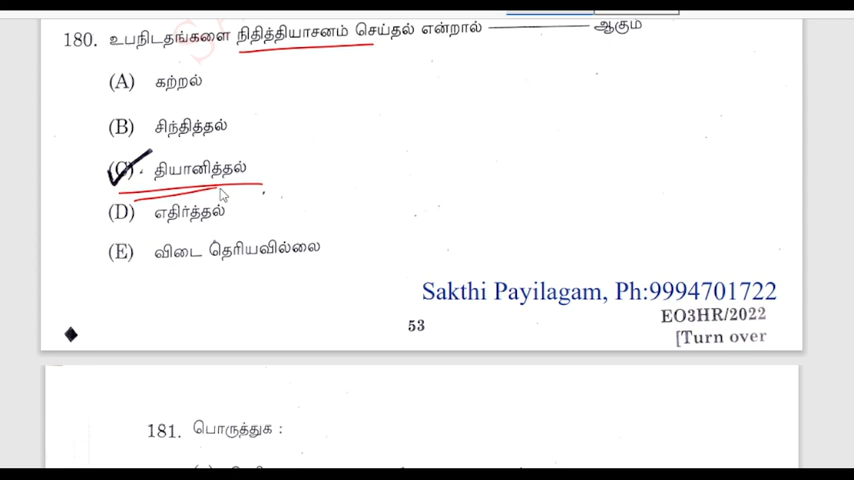 180. உபநிடதங்களை நிதித்தியாசனம் செய்தல் என்றால் ———— ஆகும்
(A) கற்றல்
(B) சிந்தித்தல்
(C) தியானித்தல்
(D) எதிர்த்தல்
(E) விடை தெரியவில்லை
Sakthi Payilagam, Ph:9994701722
EO3HR/2022
53
[Turn over
181. பொருத்துக :